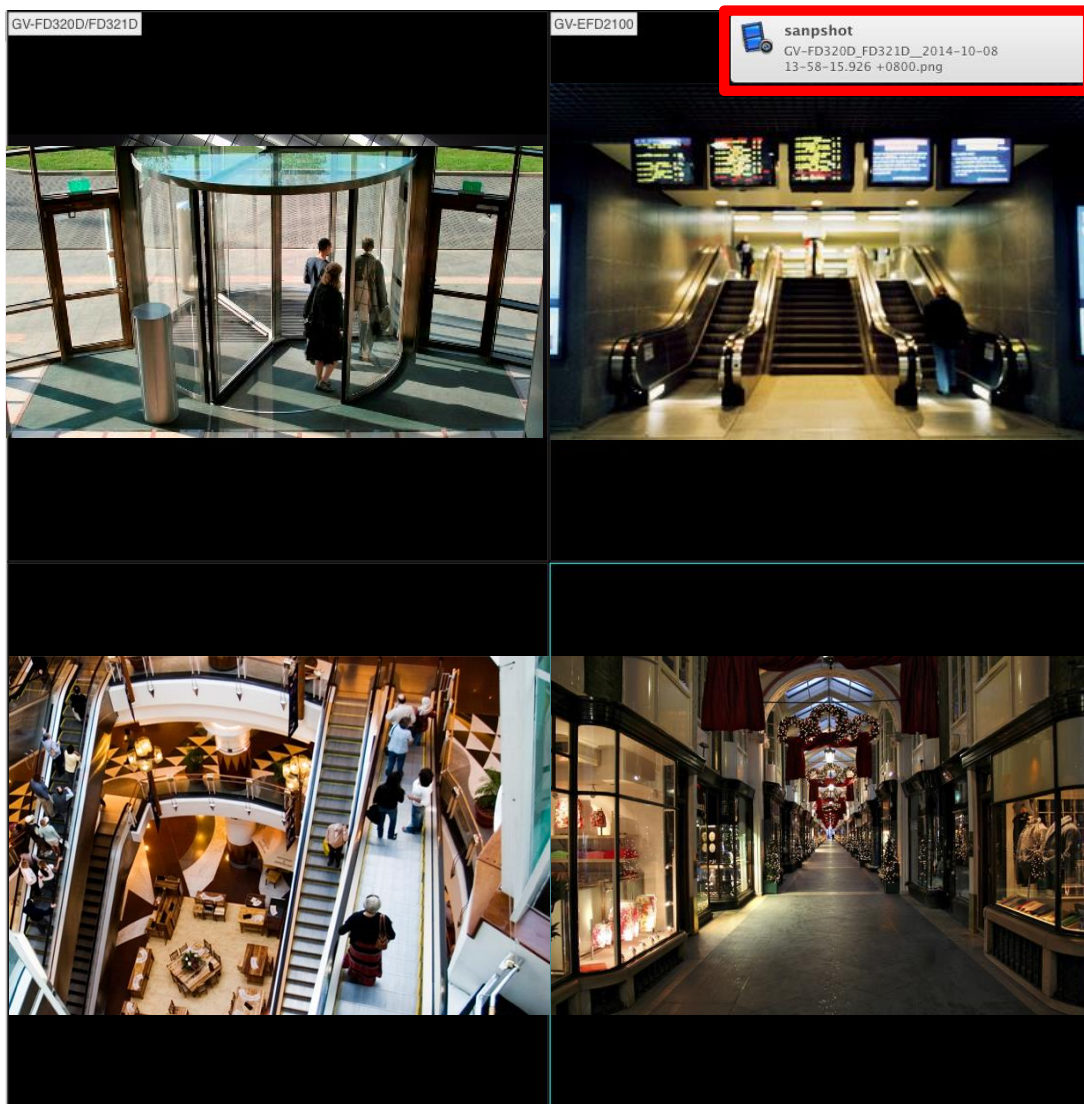 GV-FD320D/FD321D
GV-EFD2100
sanpshot
GV-FD320D_FD321D__2014-10-08
13-58-15.926 +0800.png